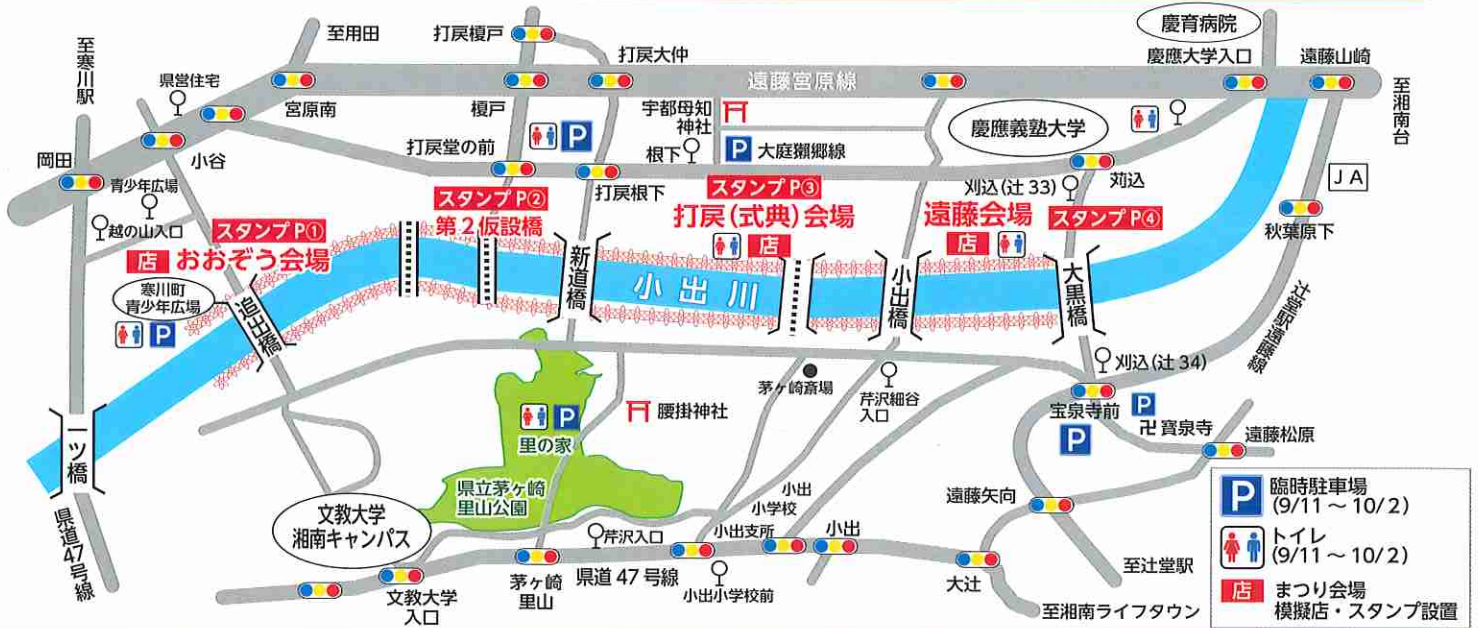 慶育病院
至用田
打戻榎戸
打戻大仲
慶應大学入口
遠藤山崎
至寒川駅
県営住宅
宮原南
榎戸
遠藤宮原線
至湘南台
宇都母知
神社
慶應義塾大学
岡田
小谷
打戻堂の前
P
根下
P
大庭獺郷線
青少年広場
打戻根下
刈込(辻33)
苅込
JA
越の山入口
スタンプP①
店 おおぞう会場
スタンプP②
第2仮設橋
スタンプP③
打戻(式典)会場
店
遠藤会場
店
スタンプP④
秋葉原下
寒川町
青少年広場
P
追出橋
新道橋
小出川
小出橋
大黒橋
辻堂駅遠藤線
刈込(辻34)
茅ヶ崎斎場
芹沢細谷
入口
宝泉寺前
P
P
卍寳泉寺
遠藤松原
一ツ橋
P
里の家
腰掛神社
県立茅ヶ崎
里山公園
文教大学
湘南キャンパス
小出
小学校
遠藤矢向
県道47号線
芹沢入口
小出支所
小出
文教大学
入口
茅ヶ崎
里山
県道47号線
小出小学校前
大辻
至辻堂駅
至湘南ライフタウン
P 臨時駐車場
(9/11～10/2)
トイレ
(9/11～10/2)
店 まつり会場
模擬店・スタンプ設置